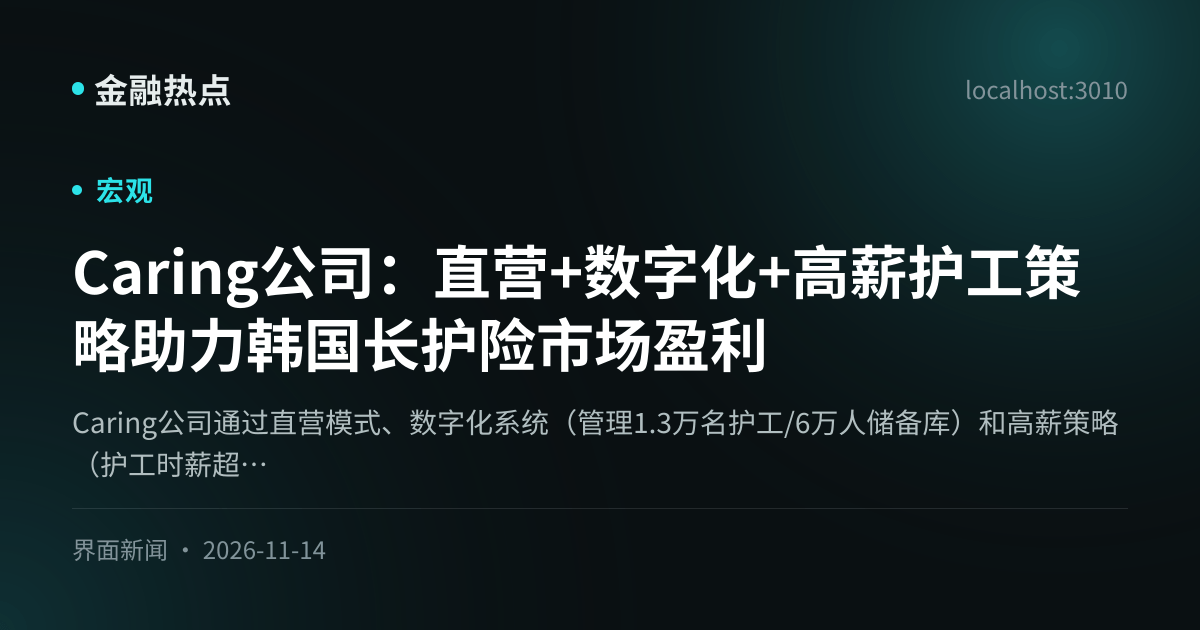 金融热点
localhost:3010
宏观
Caring公司：直营+数字化+高薪护工策
略助力韩国长护险市场盈利
Caring公司通过直营模式、数字化系统（管理1.3万名护工/6万人储备库）和高薪策略
（护工时薪超…
界面新闻 • 2026-11-14